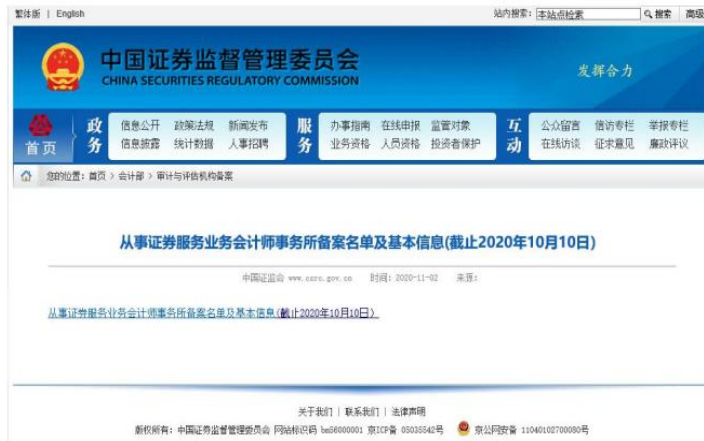 繁体版 | English 站内搜索: 本站点检索 搜索 高级
中国证券监督管理委员会
CHINA SECURITIES REGULATORY COMMISSION
发挥合力
首页
政务
信息公开 政策法规 新闻发布
信息披露 统计数据 人事招聘
服务
办事指南 在线申报 监管对象
业务资格 人员资格 投资者保护
互动
公众留言 信访专栏 举报专栏
在线访谈 征求意见 廉政评议
您的位置:首页 > 会计部 > 审计与评估机构备案
从事证券服务业务会计师事务所备案名单及基本信息(截止2020年10月10日)
中国证监会 www.csrc.gov.cn 时间:2020-11-02 来源:
从事证券服务业务会计师事务所备案名单及基本信息(截止2020年10月10日)
关于我们 | 联系我们 | 法律声明
版权所有:中国证券监督管理委员会 网站标识码 bm56000001 京ICP备 05035542号 京公网安备 11040102700080号